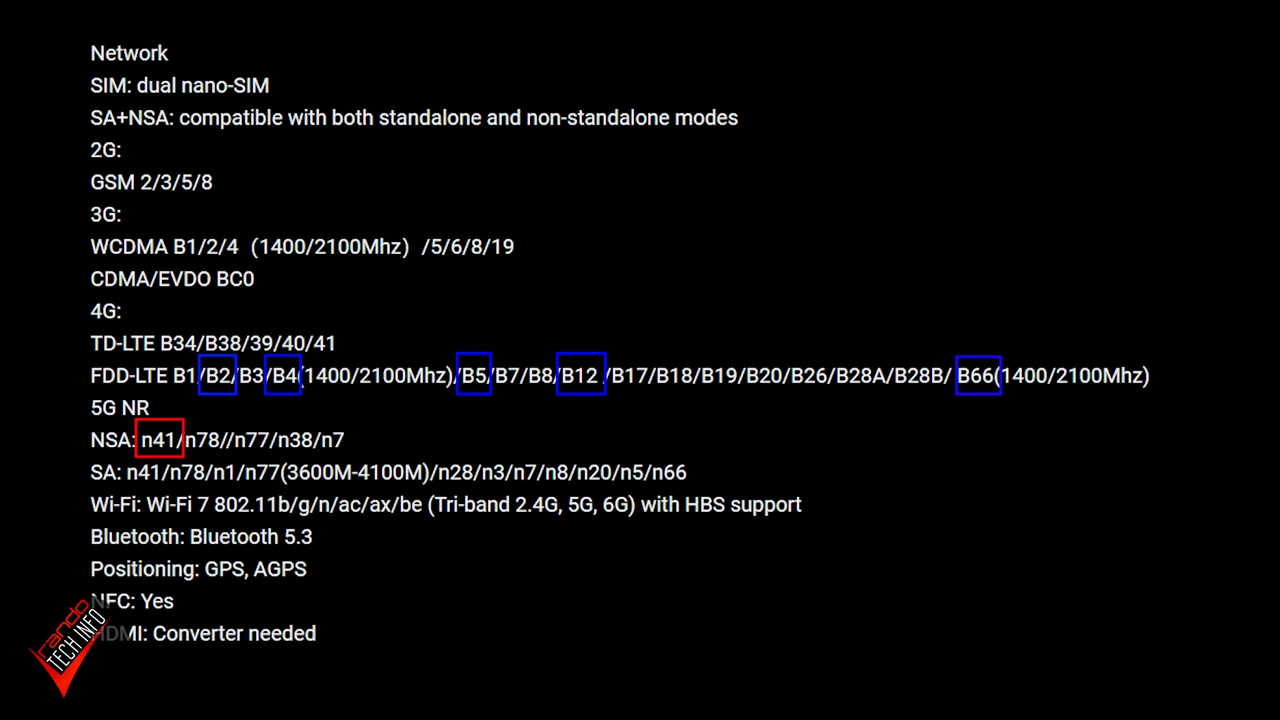 Network
SIM: dual nano-SIM
SA+NSA: compatible with both standalone and non-standalone modes
2G:
GSM 2/3/5/8
3G:
WCDMA B1/2/4（1400/2100Mhz）/5/6/8/19
CDMA/EVDO BC0
4G:
TD-LTE B34/B38/39/40/41
FDD-LTE B1/B2/B3/B4(1400/2100Mhz)/B5/B7/B8/B12 /B17/B18/B19/B20/B26/B28A/B28B/ B66(1400/2100Mhz)
5G NR
NSA: n41/n78//n77/n38/n7
SA: n41/n78/n1/n77(3600M-4100M)/n28/n3/n7/n8/n20/n5/n66
Wi-Fi: Wi-Fi 7 802.11b/g/n/ac/ax/be (Tri-band 2.4G, 5G, 6G) with HBS support
Bluetooth: Bluetooth 5.3
Positioning: GPS, AGPS
NFC: Yes
HDMI: Converter needed
Irando
TECH INFO